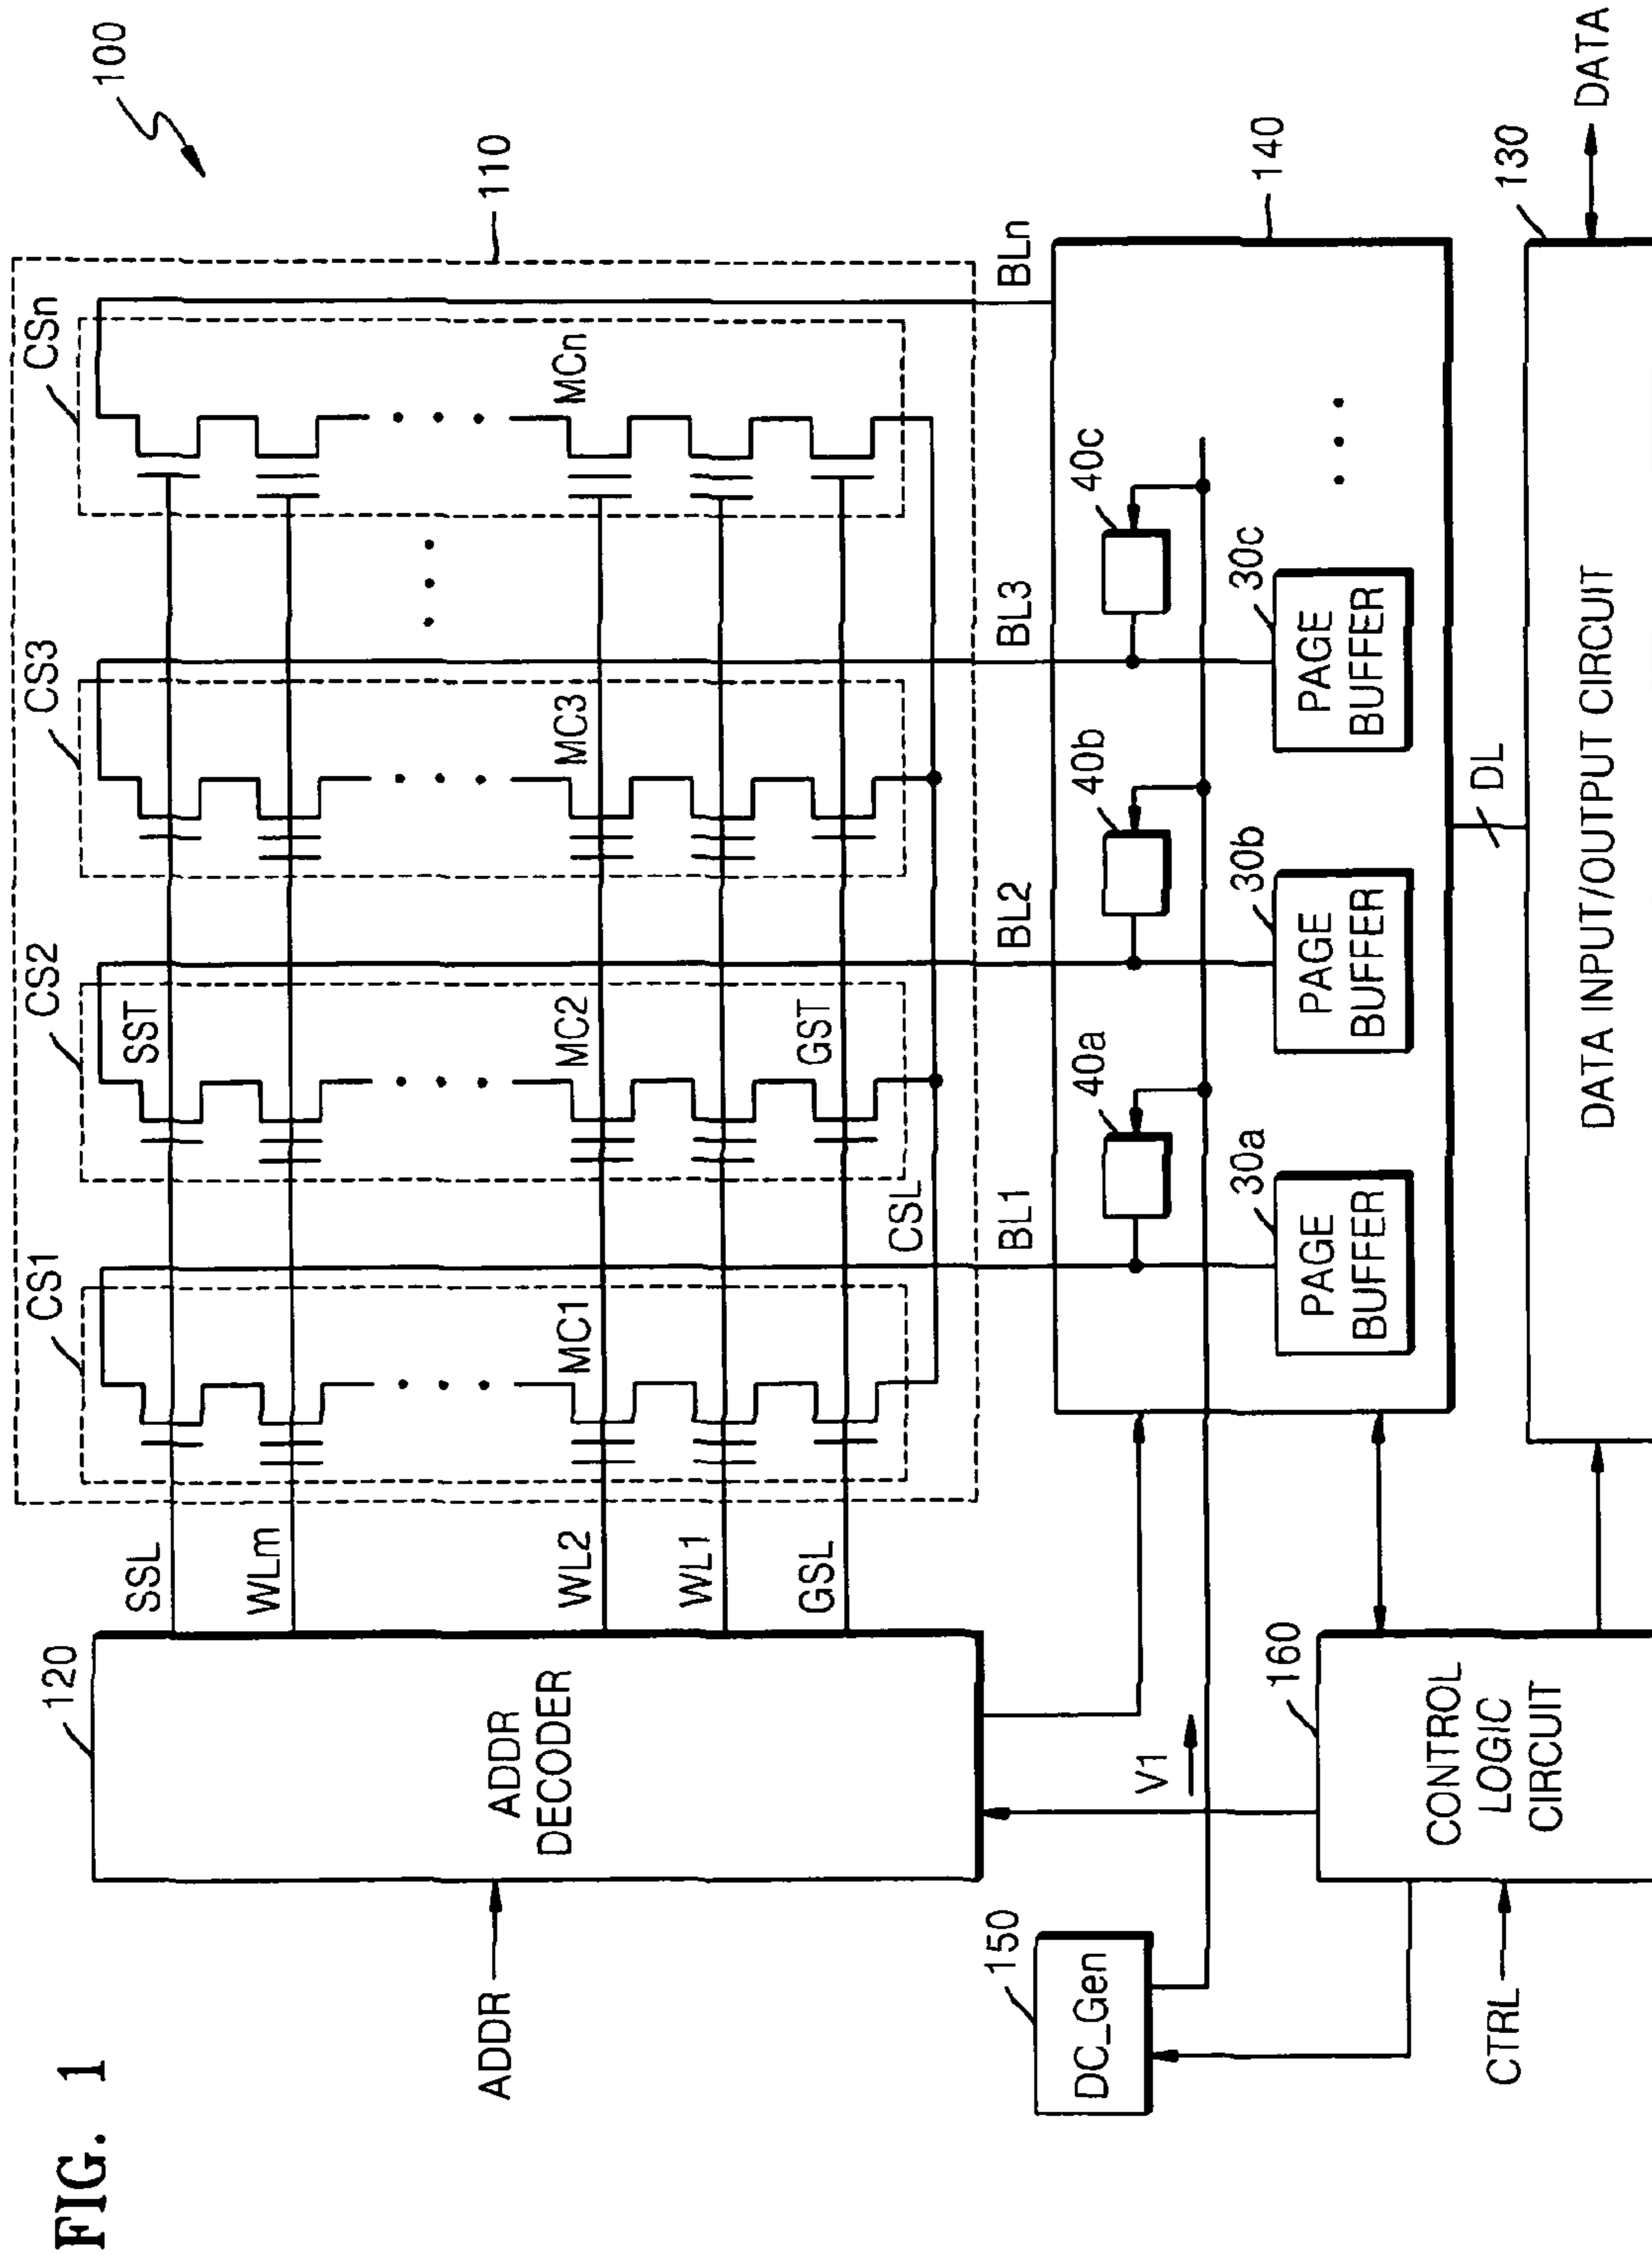 FIG. 1
100
110
CS1
CS2
CS3
CSn
120
ADDR
ADDR
DECODER
SSL
WLm
WL2
WL1
GSL
SST
MC1
MC2
MC3
MCn
GST
CSL
BL1
BL2
BL3
BLn
150
DC_Gen
V1
40a
40b
40c
140
30a
PAGE
BUFFER
30b
PAGE
BUFFER
30c
PAGE
BUFFER
160
CTRL
CONTROL
LOGIC
CIRCUIT
DL
130
DATA INPUT/OUTPUT CIRCUIT
DATA